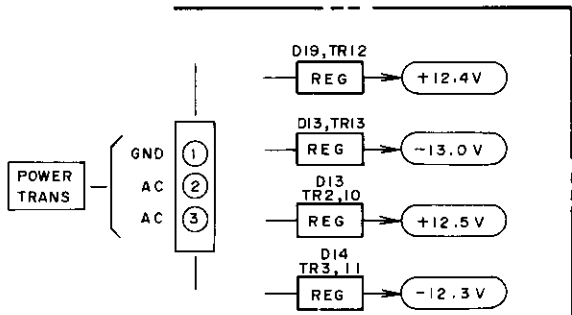 D19,TR12
REG
+12.4V
D13,TR13
REG
-13.0V
GND 1
POWER
TRANS
AC 2
AC 3
D13
TR2,10
REG
+12.5V
D14
TR3,11
REG
-12.3V